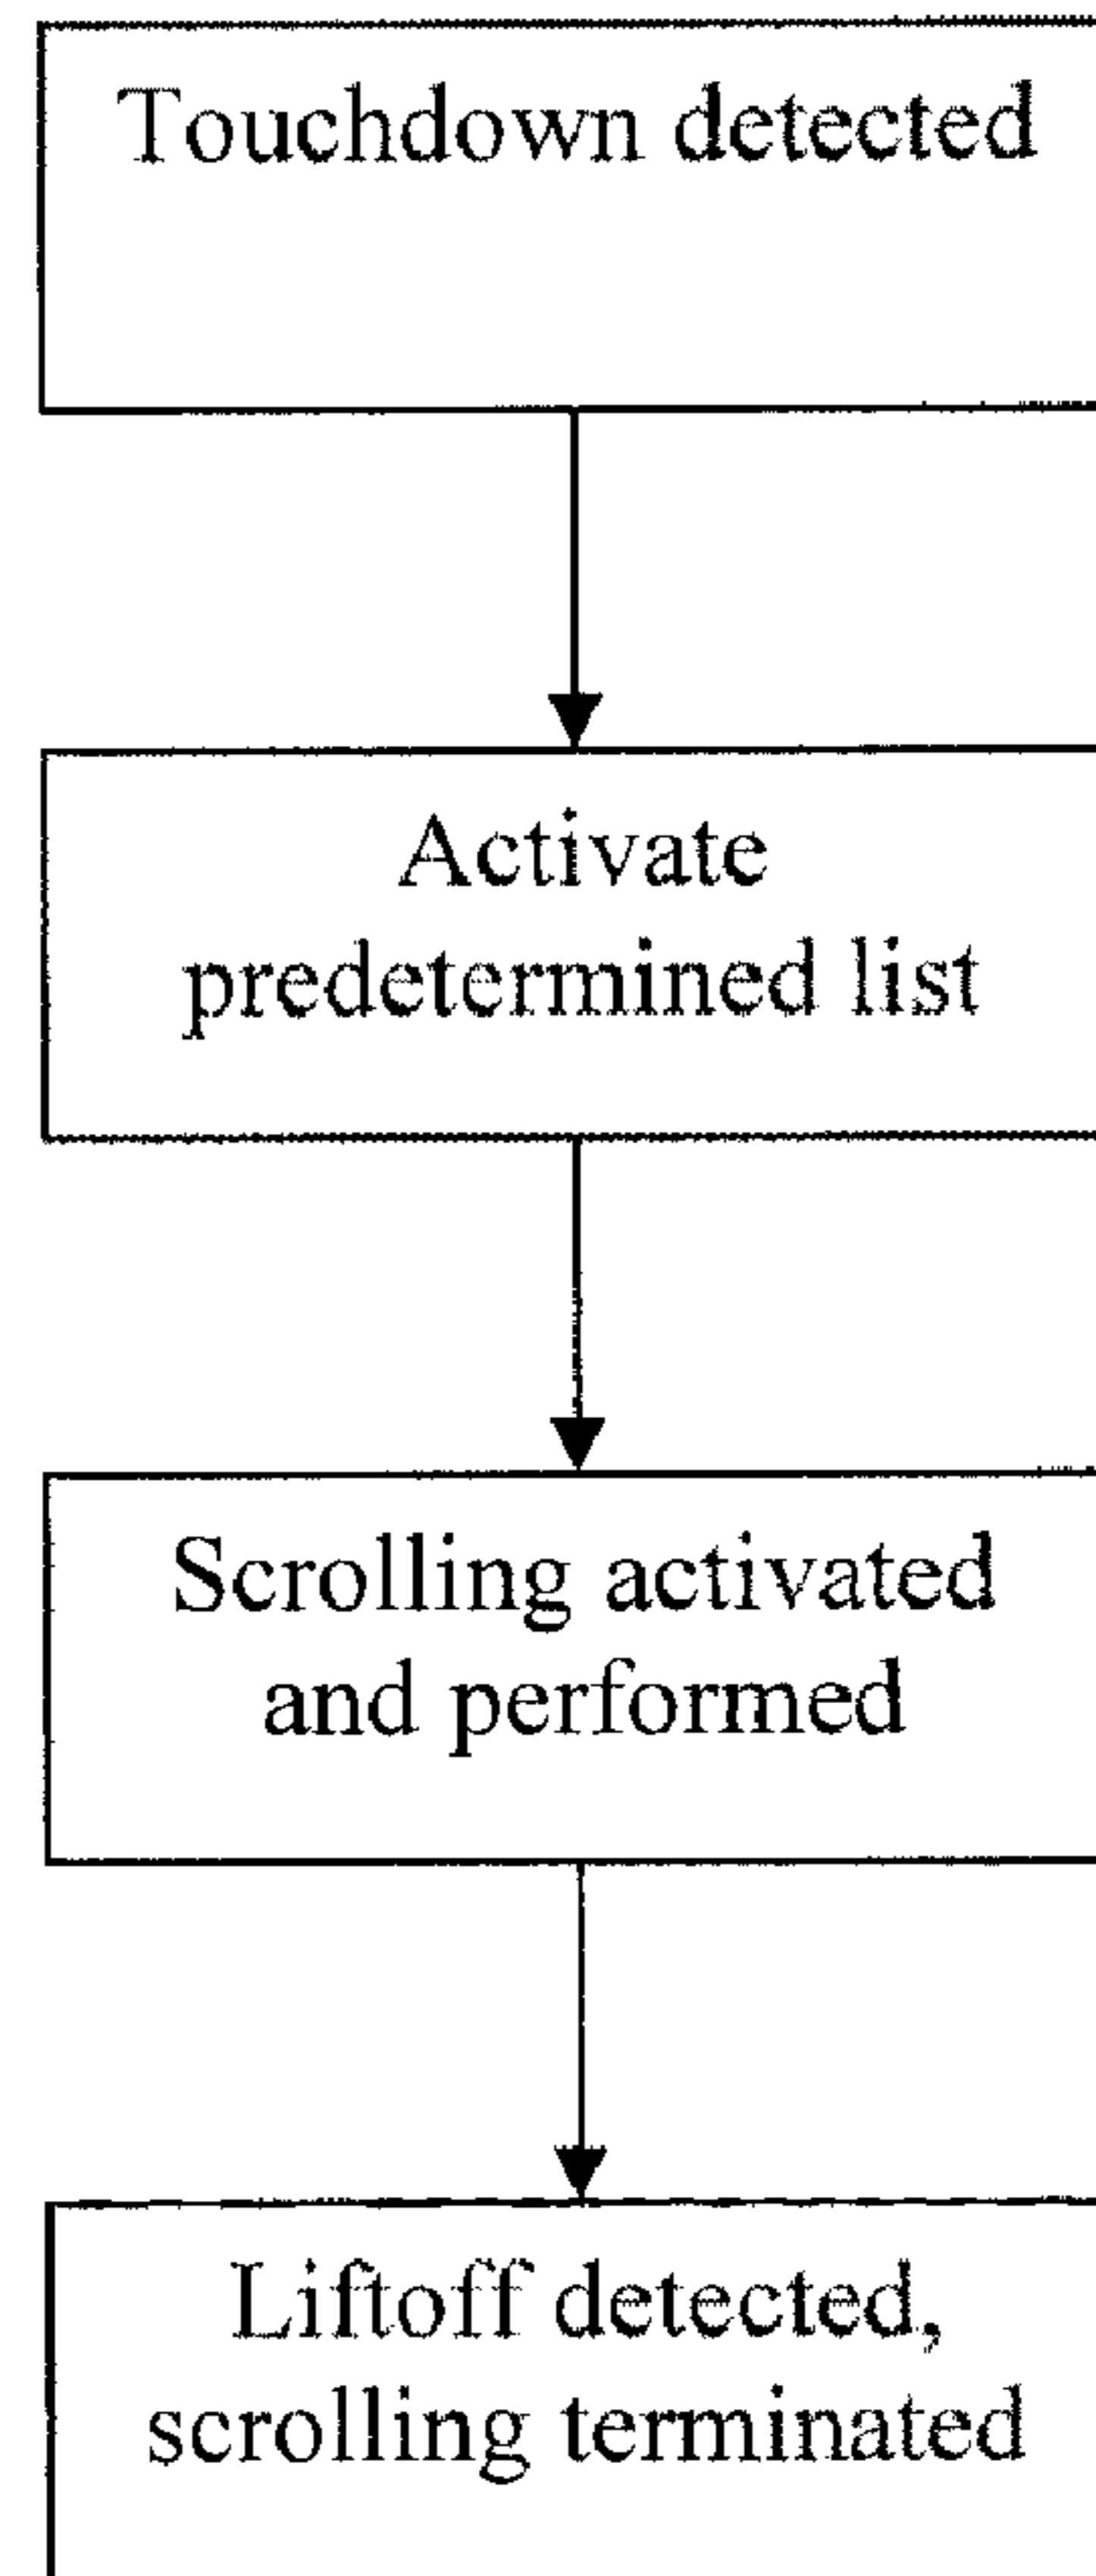 Touchdown detected
Activate
predetermined list
Scrolling activated
and performed
Liftoff detected,
scrolling terminated